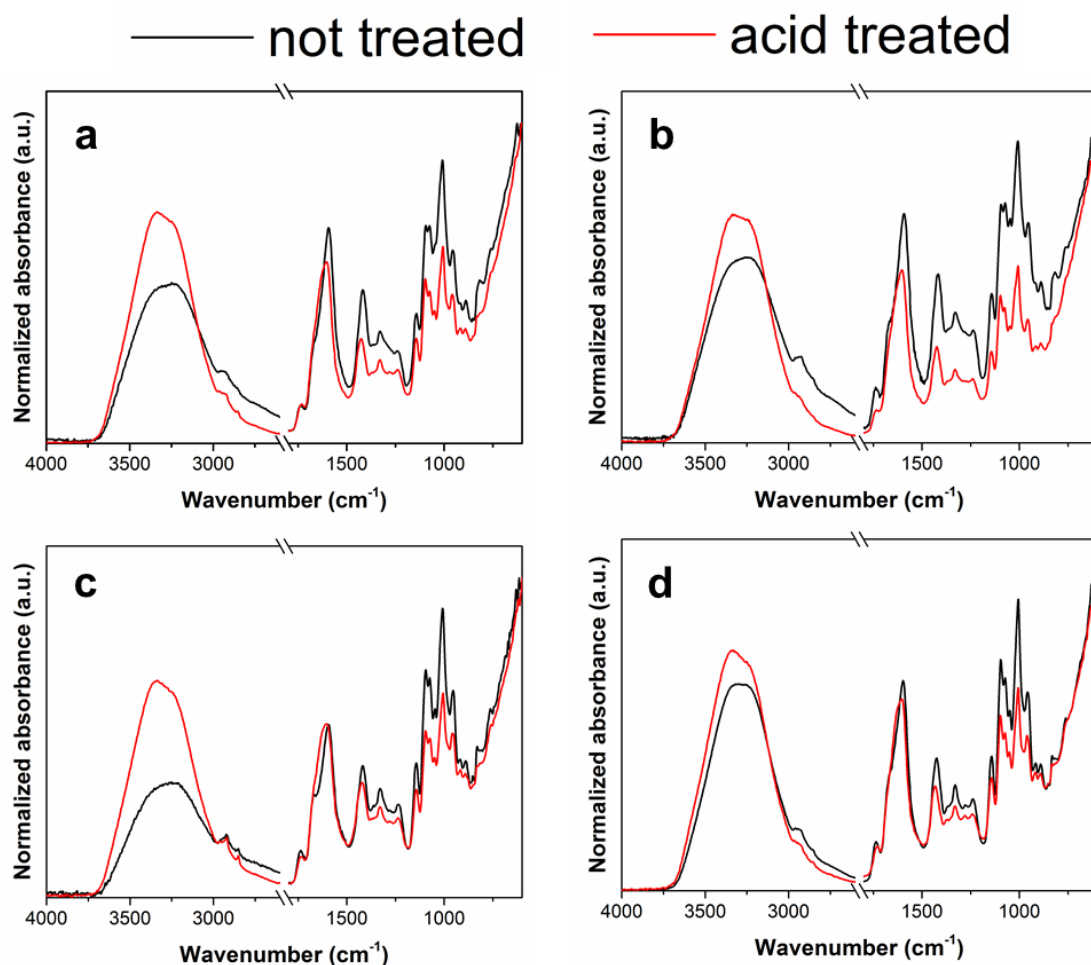 not treated
acid treated
a
Normalized absorbance (a.u.)
4000 3500 3000 1500 1000
Wavenumber (cm⁻¹)
b
Normalized absorbance (a.u.)
4000 3500 3000 1500 1000
Wavenumber (cm⁻¹)
c
Normalized absorbance (a.u.)
4000 3500 3000 1500 1000
Wavenumber (cm⁻¹)
d
Normalized absorbance (a.u.)
4000 3500 3000 1500 1000
Wavenumber (cm⁻¹)